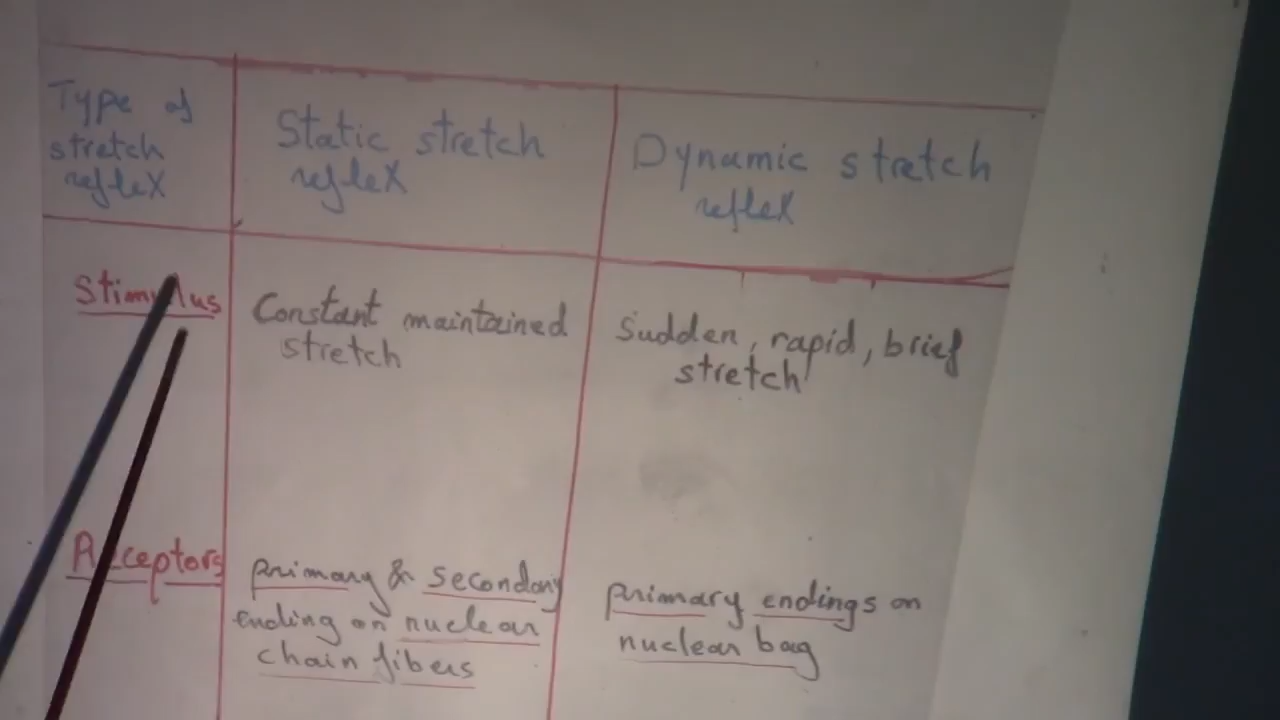 Type of
stretch
reflex
Static stretch
reflex
Dynamic stretch
reflex
Stimulus
Constant maintained
stretch
Sudden, rapid, brief
stretch
Receptors
primary & secondary
ending on nuclear
chain fibers
primary endings on
nuclear bag